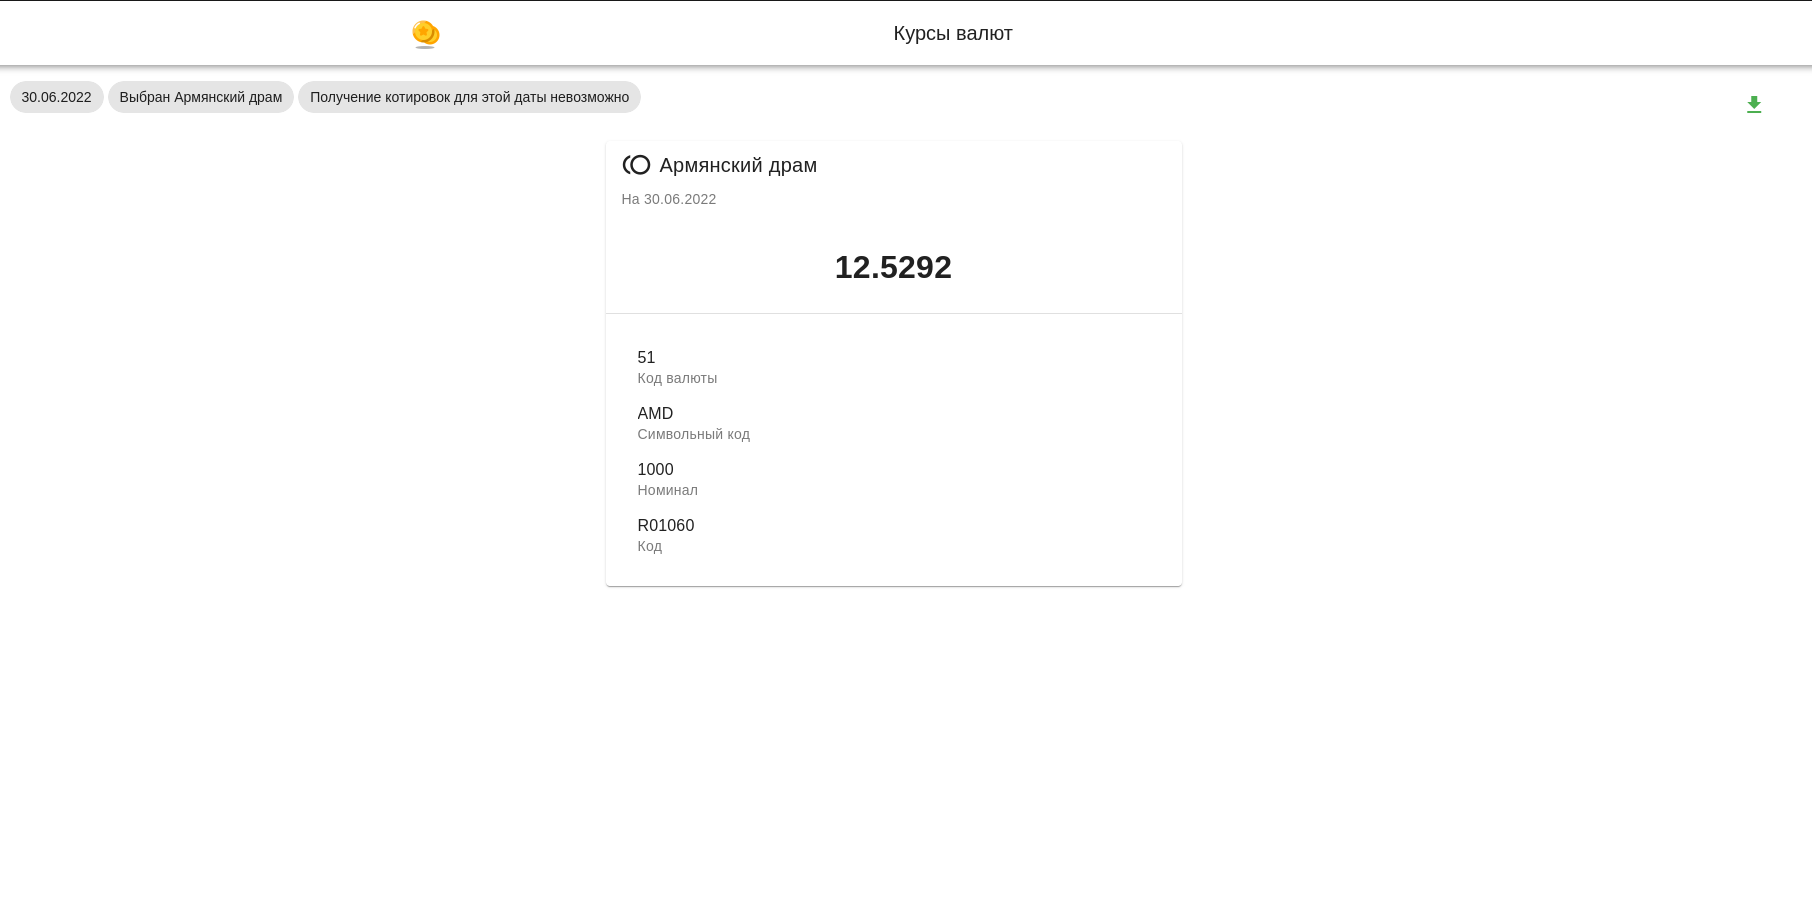 Курсы валют
30.06.2022
Выбран Армянский драм
Получение котировок для этой даты невозможно
Армянский драм
На 30.06.2022
12.5292
51
Код валюты
AMD
Символьный код
1000
Номинал
R01060
Код